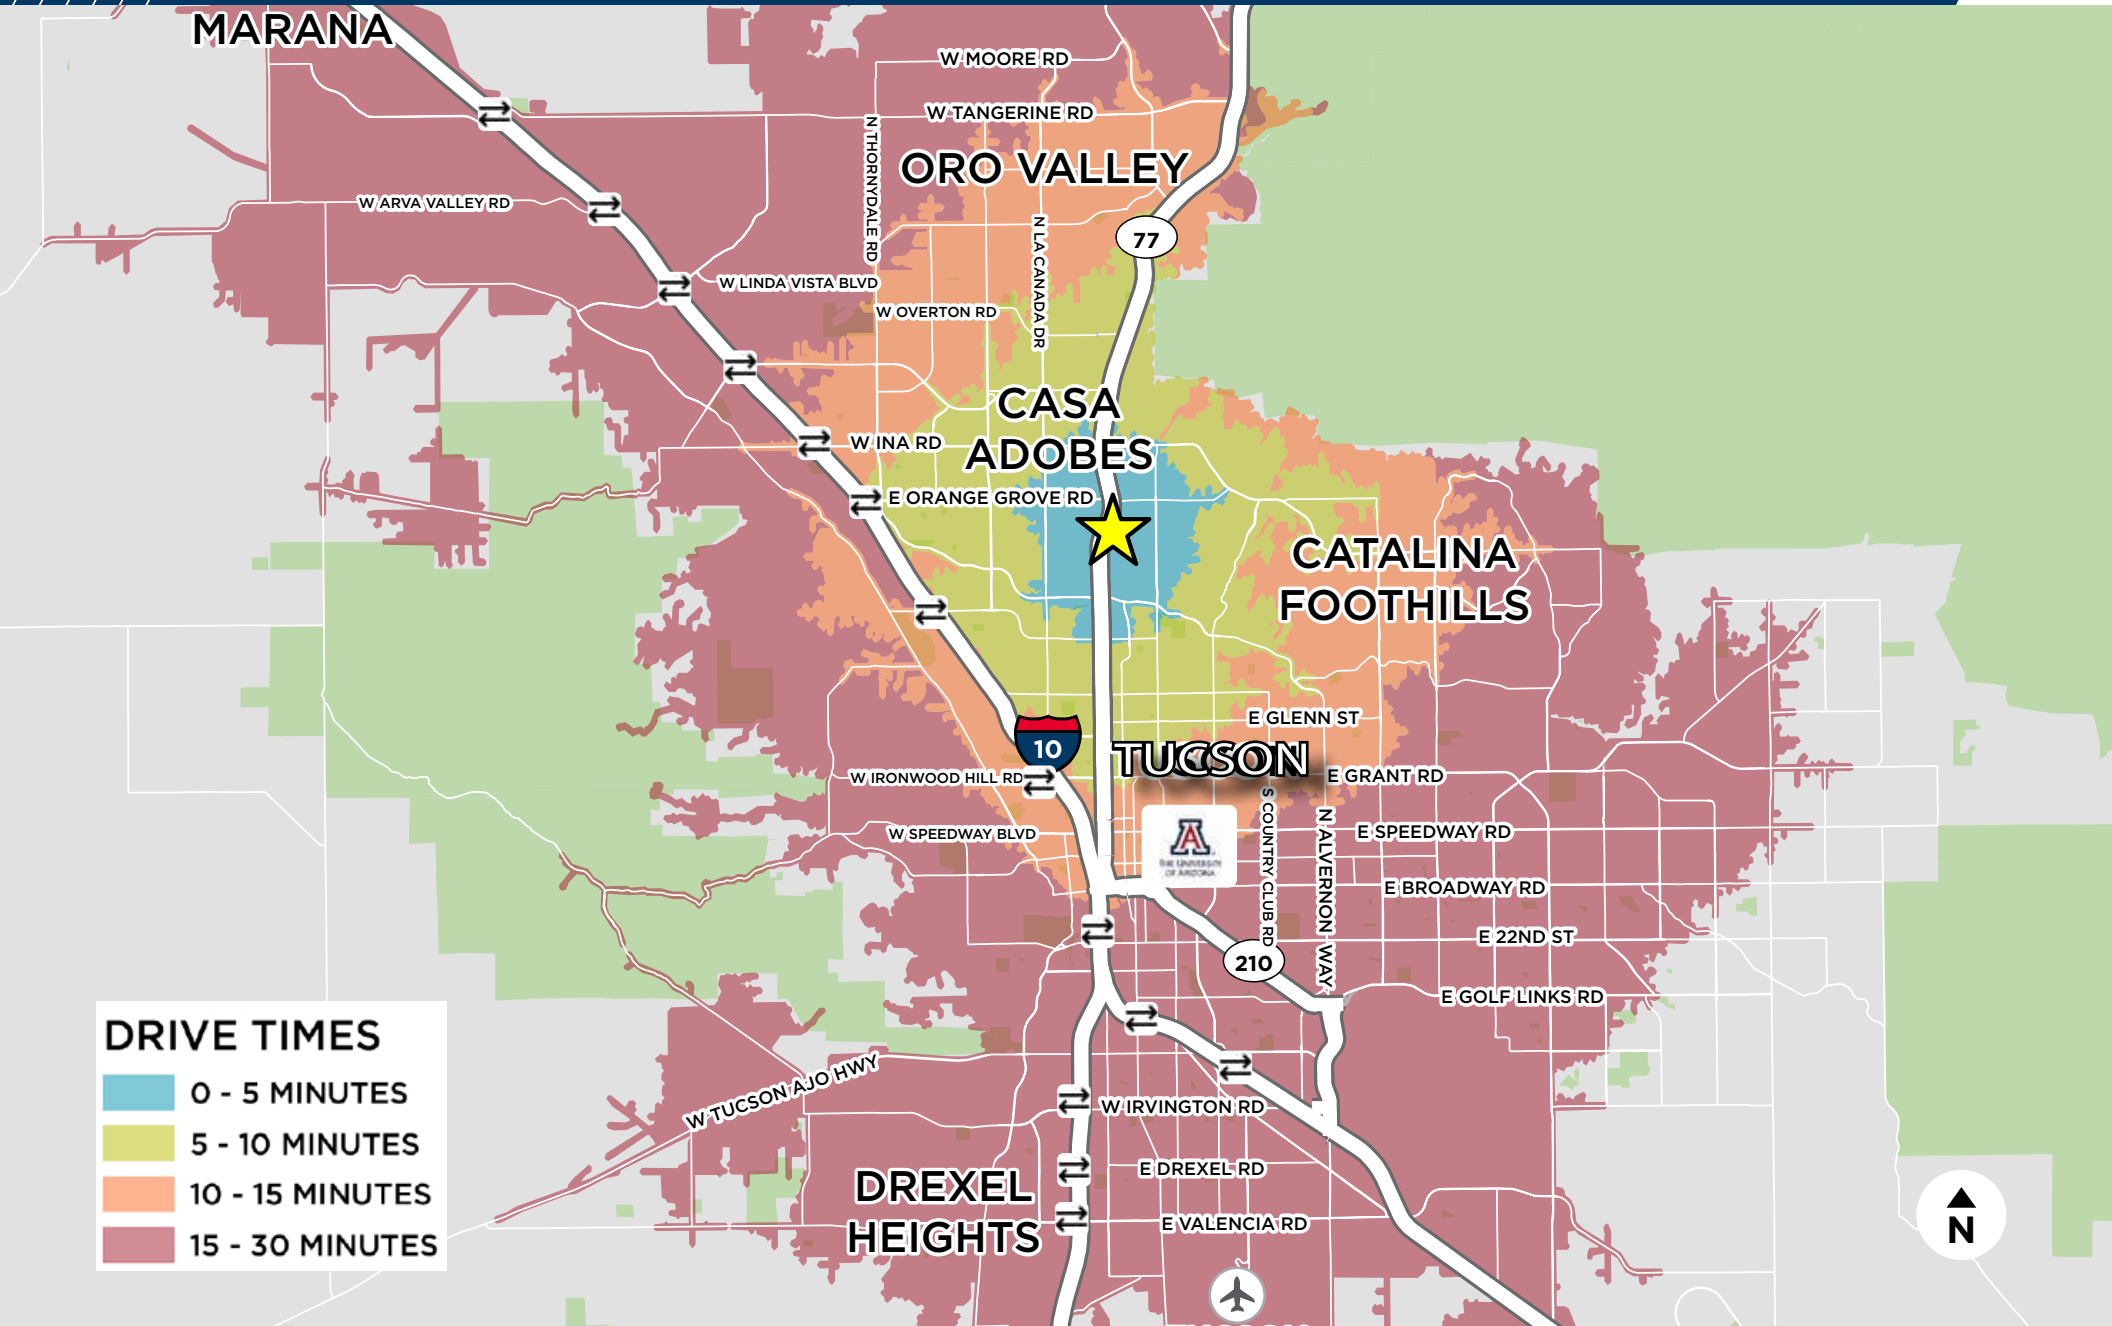 MARANA
W MOORE RD
W TANGERINE RD
N THORNYDALE RD
ORO VALLEY
W ARVA VALLEY RD
N LA CANADA DR
77
W LINDA VISTA BLVD
W OVERTON RD
CASA
ADOBES
W INA RD
E ORANGE GROVE RD
CATALINA
FOOTHILLS
E GLENN ST
10
TUCSON
W IRONWOOD HILL RD
E GRANT RD
S COUNTRY CLUB RD
N ALVERNON WAY
W SPEEDWAY BLVD
E SPEEDWAY RD
A
THE UNIVERSITY
OF ARIZONA
E BROADWAY RD
E 22ND ST
210
E GOLF LINKS RD
DRIVE TIMES
0 - 5 MINUTES
5 - 10 MINUTES
10 - 15 MINUTES
15 - 30 MINUTES
W TUCSON AJO HWY
W IRVINGTON RD
E DREXEL RD
DREXEL
HEIGHTS
E VALENCIA RD
N